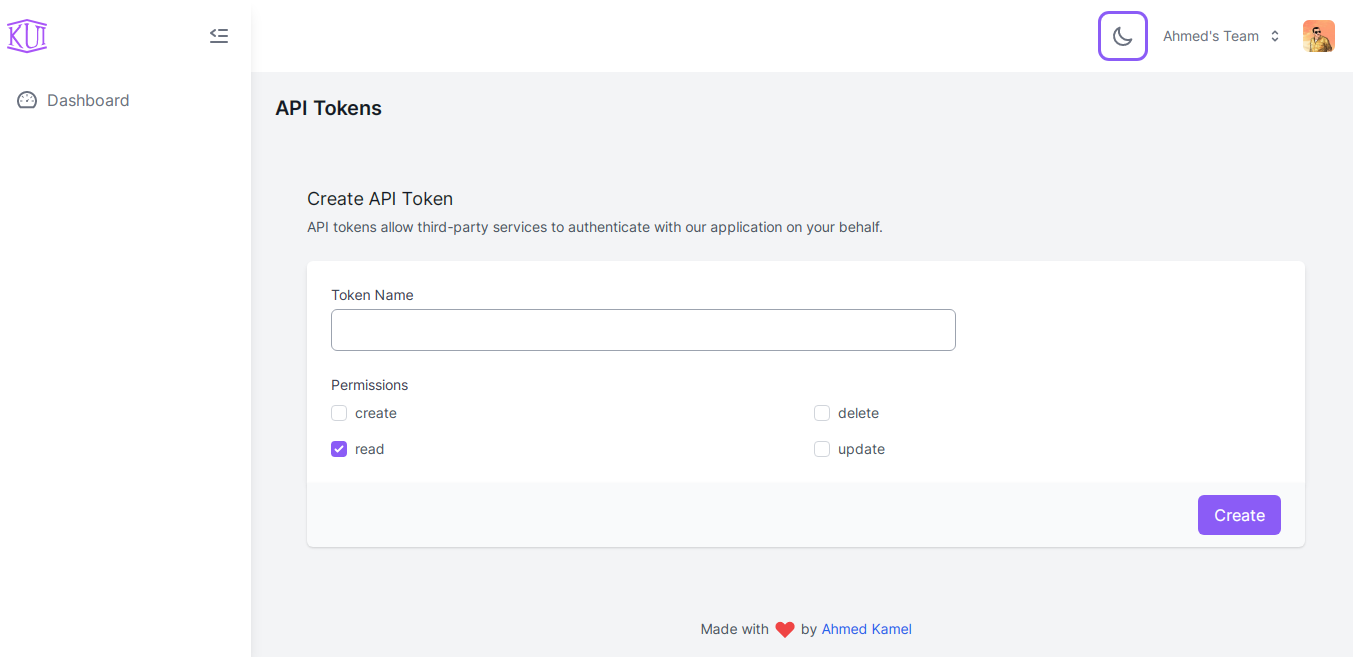 KUI
Ahmed's Team
Dashboard
API Tokens
Create API Token
API tokens allow third-party services to authenticate with our application on your behalf.
Token Name
Permissions
create
delete
read
update
Create
Made with ❤ by Ahmed Kamel